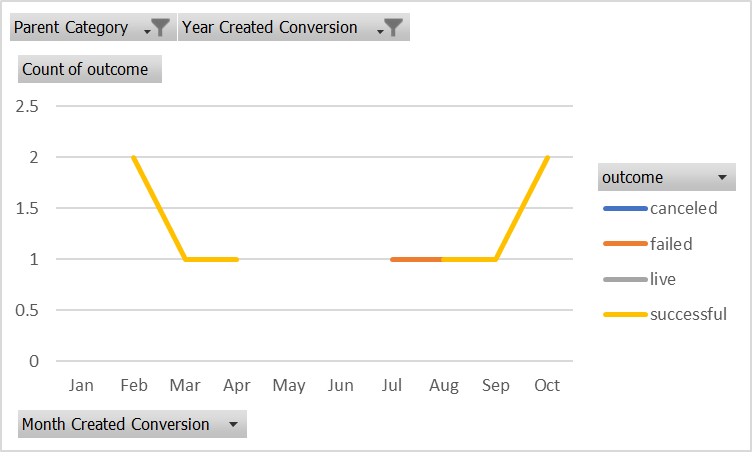 Parent Category Year Created Conversion
Count of outcome
2.5
2
1.5
1
0.5
0
Jan Feb Mar Apr May Jun Jul Aug Sep Oct
outcome
canceled
failed
live
successful
Month Created Conversion